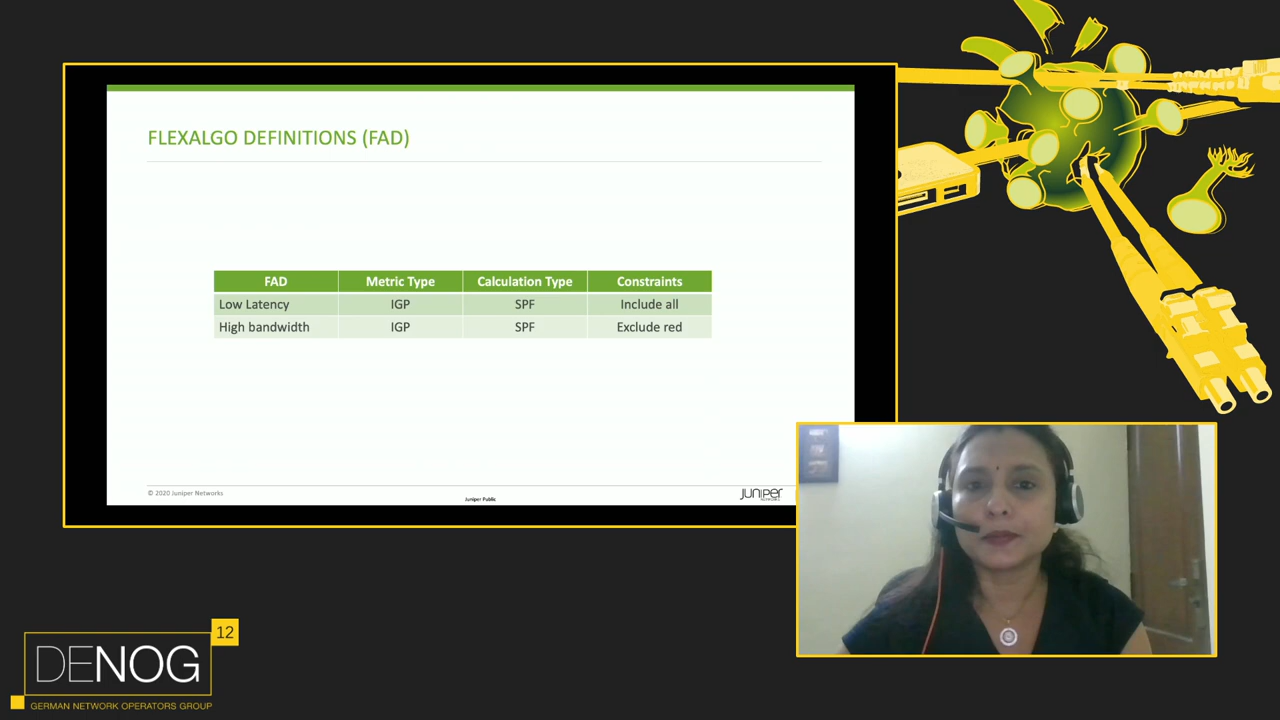 FLEXALGO DEFINITIONS (FAD)
FAD Metric Type Calculation Type Constraints
Low Latency IGP SPF Include all
High bandwidth IGP SPF Exclude red
© 2020 Juniper Networks
Juniper Public
JUNIPER
NETWORKS
12
DENOG
GERMAN NETWORK OPERATORS GROUP